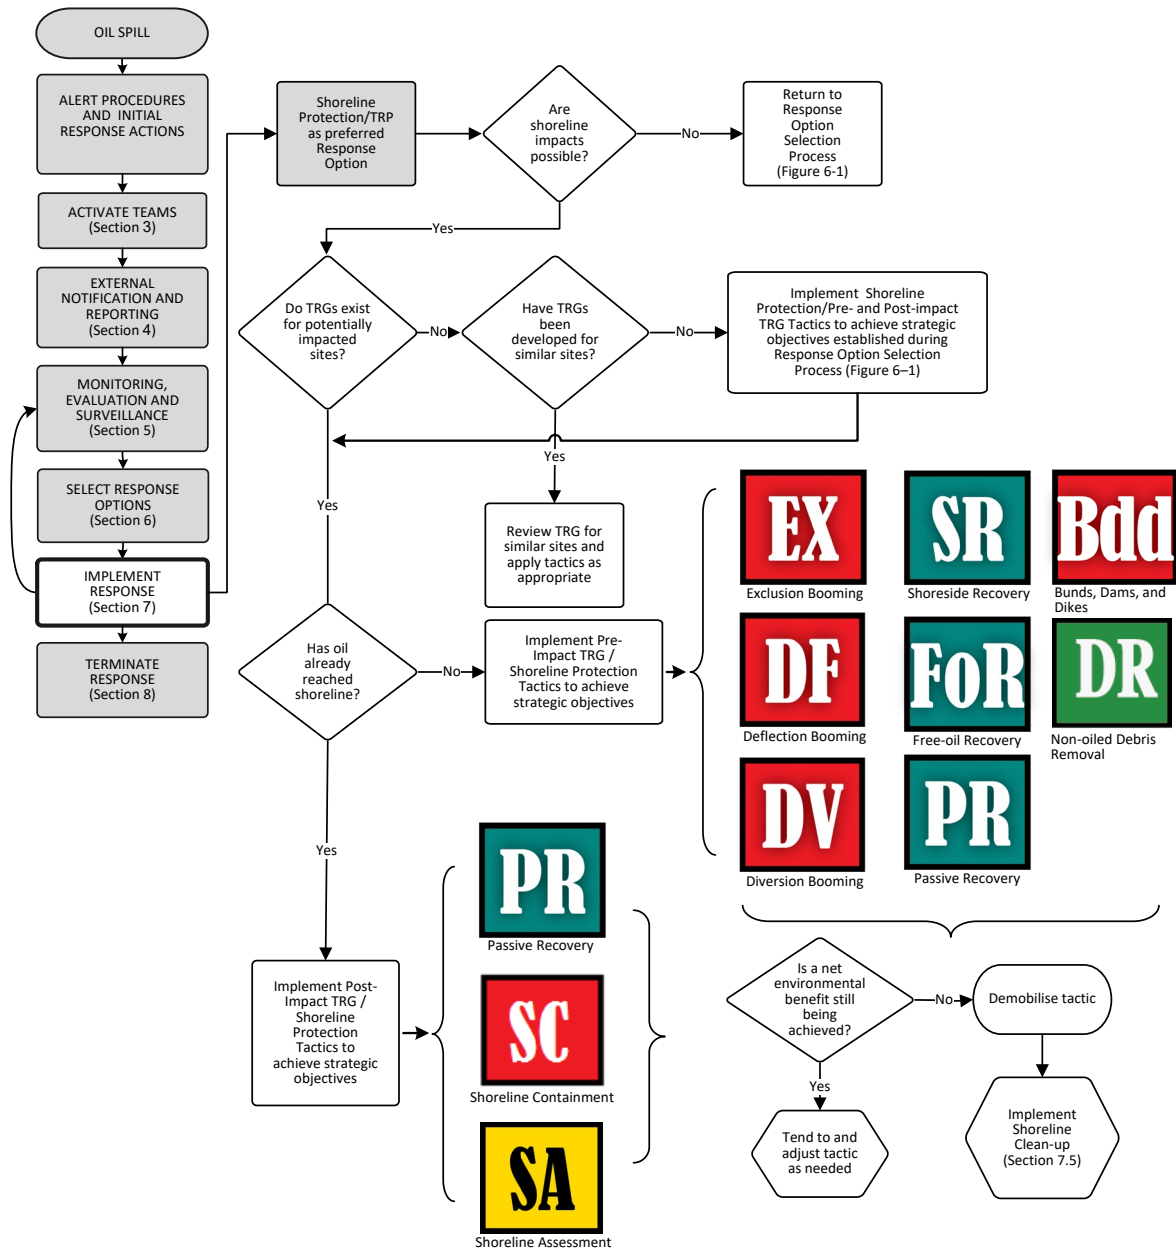 OIL SPILL
ALERT PROCEDURES
AND INITIAL
RESPONSE ACTIONS
ACTIVATE TEAMS
(Section 3)
EXTERNAL
NOTIFICATION AND
REPORTING
(Section 4)
MONITORING,
EVALUATION AND
SURVEILLANCE
(Section 5)
SELECT RESPONSE
OPTIONS
(Section 6)
IMPLEMENT
RESPONSE
(Section 7)
TERMINATE
RESPONSE
(Section 8)
Shoreline
Protection/TRP
as preferred
Response
Option
Are
shoreline
impacts
possible?
No
Return to
Response
Option
Selection
Process
(Figure 6-1)
Yes
Do TRGs exist
for potentially
impacted
sites?
No
Have TRGs
been
developed for
similar sites?
No
Implement Shoreline
Protection/Pre- and Post-impact
TRG Tactics to achieve strategic
objectives established during
Response Option Selection
Process (Figure 6–1)
Yes
Yes
Review TRG for
similar sites and
apply tactics as
appropriate
Has oil
already
reached
shoreline?
No
Implement Pre-
Impact TRG /
Shoreline Protection
Tactics to achieve
strategic objectives
EX
Exclusion Booming
SR
Shoreside Recovery
Bdd
Bunds, Dams, and
Dikes
DF
Deflection Booming
FoR
Free-oil Recovery
DR
Non-oiled Debris
Removal
DV
Diversion Booming
PR
Passive Recovery
Yes
Implement Post-
Impact TRG /
Shoreline
Protection
Tactics to
achieve strategic
objectives
PR
Passive Recovery
SC
Shoreline Containment
SA
Shoreline Assessment
Is a net
environmental
benefit still
being
achieved?
No
Demobilise tactic
Yes
Tend to and
adjust tactic
as needed
Implement
Shoreline
Clean-up
(Section 7.5)